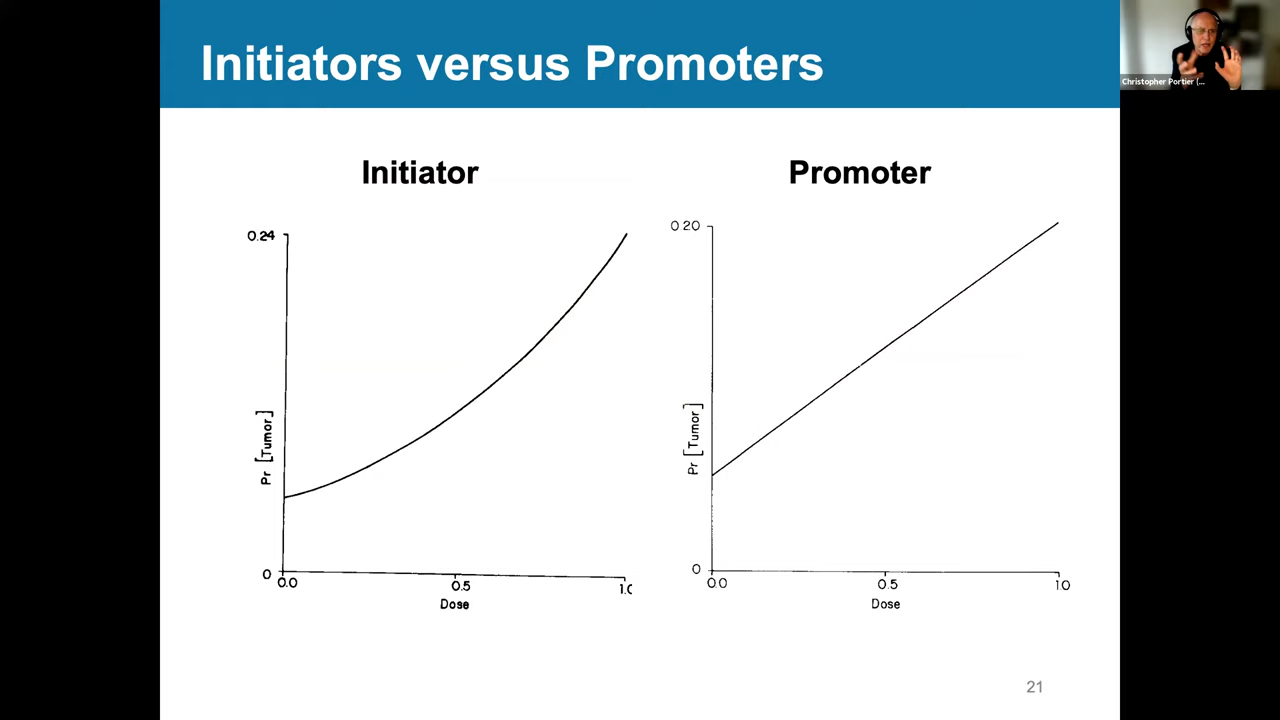 Initiators versus Promoters
Christopher Portier (...
Initiator
Promoter
0.24
Pr [Tumor]
0
0.0
0.5
1.0
Dose
0.20
Pr [Tumor]
0
0.0
0.5
1.0
Dose
21